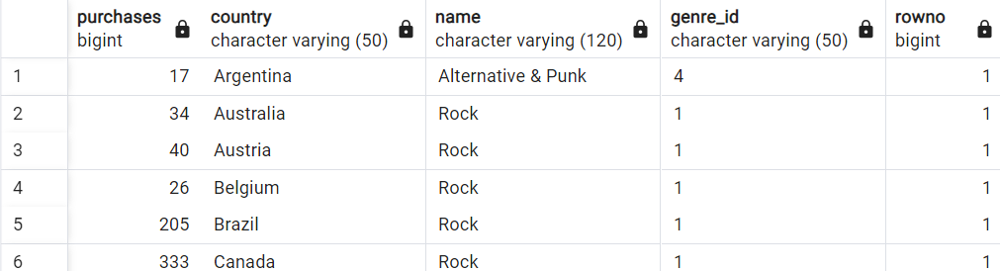 purchases country name genre_id rowno
bigint character varying (50) character varying (120) character varying (50) bigint
1 17 Argentina Alternative & Punk 4 1
2 34 Australia Rock 1 1
3 40 Austria Rock 1 1
4 26 Belgium Rock 1 1
5 205 Brazil Rock 1 1
6 333 Canada Rock 1 1